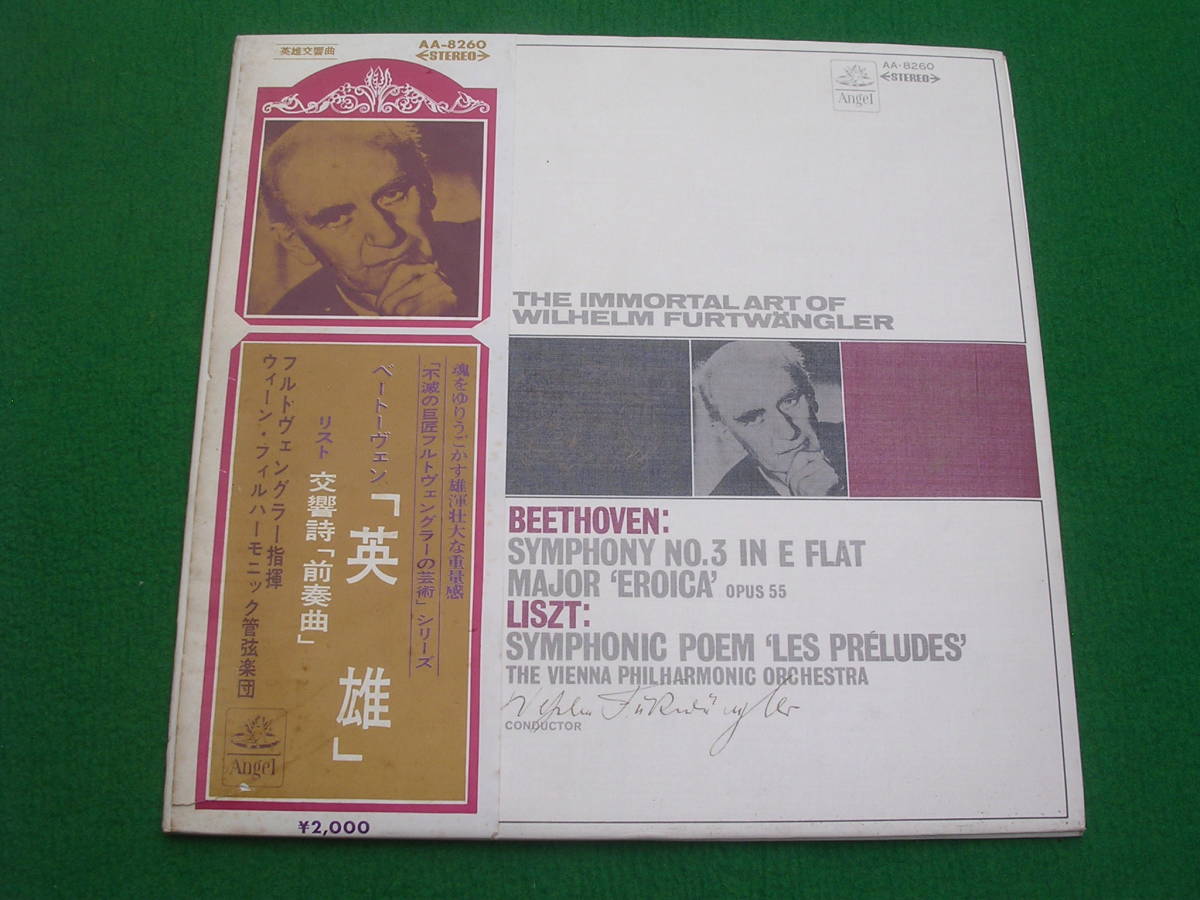 英雄交響曲
AA-8260
STEREO
魂をゆりうごかす雄渾壮大な重量感
「不滅の巨匠フルトヴェングラーの芸術」シリーズ
ベートーヴェン「英雄」
リスト 交響詩「前奏曲」
フルトヴェングラー指揮
ウィーン・フィルハーモニック管弦楽団
Angel
¥2,000
Angel
AA-8260
STEREO
THE IMMORTAL ART OF
WILHELM FURTWÄNGLER
BEETHOVEN:
SYMPHONY NO.3 IN E FLAT
MAJOR 'EROICA' OPUS 55
LISZT:
SYMPHONIC POEM 'LES PRÉLUDES'
THE VIENNA PHILHARMONIC ORCHESTRA
Wilhelm Furtwängler
CONDUCTOR